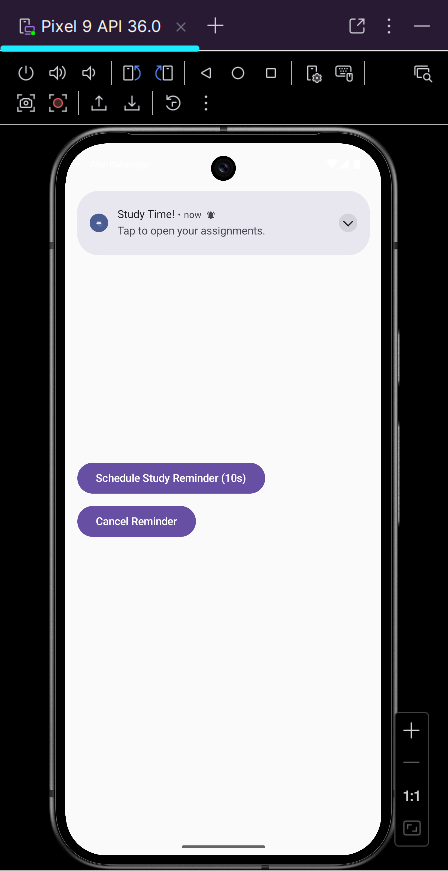 Pixel 9 API 36.0
Study Time! • now
Tap to open your assignments.
Schedule Study Reminder (10s)
Cancel Reminder
1:1